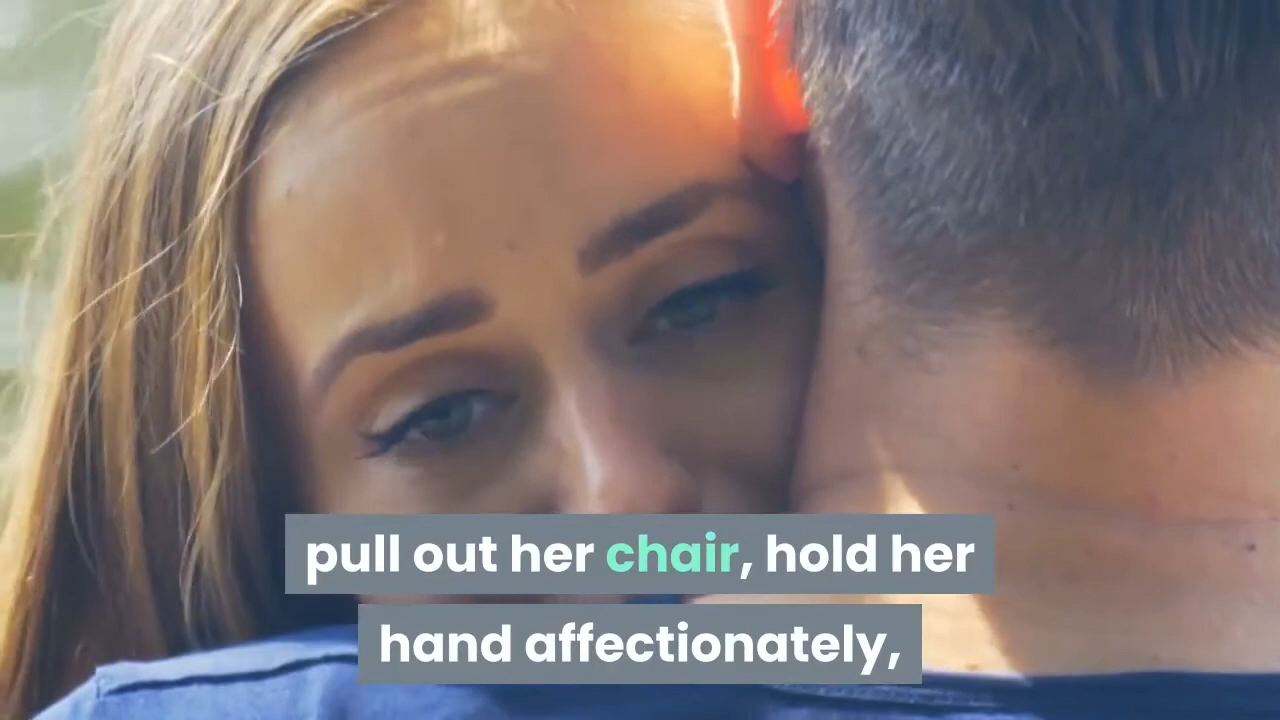 pull out her chair, hold her
hand affectionately,